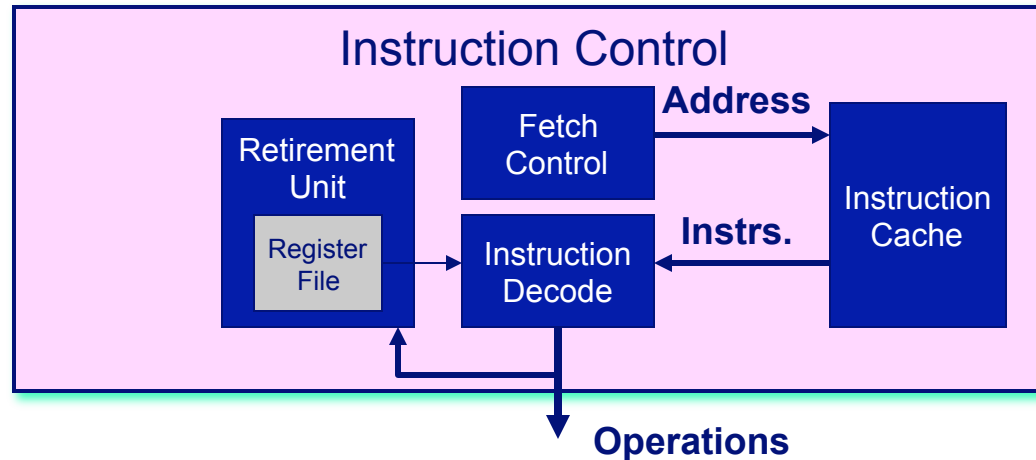 Instruction Control
Address
Fetch
Control
Retirement
Unit
Register
File
Instruction
Decode
Instrs.
Instruction
Cache
Operations